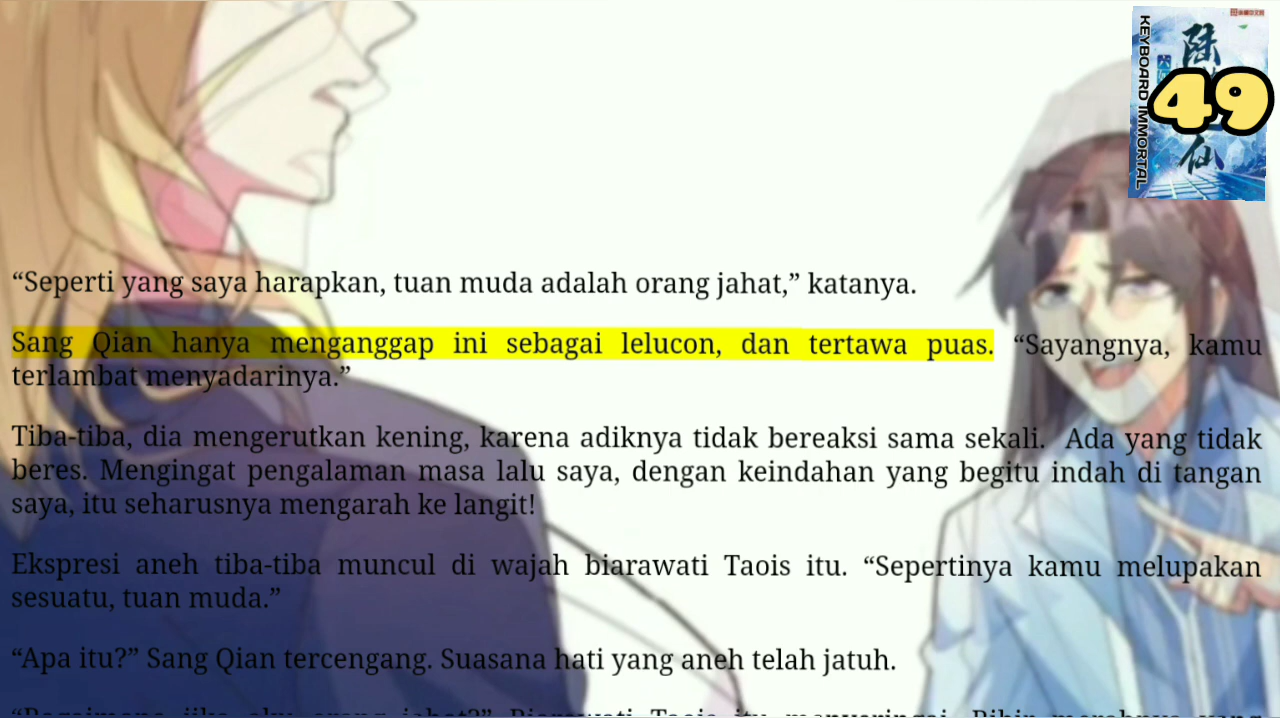 KEYBOARD IMMORTAL
49
“Seperti yang saya harapkan, tuan muda adalah orang jahat,” katanya.
Sang Qian hanya menganggap ini sebagai lelucon, dan tertawa puas. “Sayangnya, kamu
terlambat menyadarinya.”
Tiba-tiba, dia mengerutkan kening, karena adiknya tidak bereaksi sama sekali. Ada yang tidak
beres. Mengingat pengalaman masa lalu saya, dengan keindahan yang begitu indah di tangan
saya, itu seharusnya mengarah ke langit!
Ekspresi aneh tiba-tiba muncul di wajah biarawati Taois itu. “Sepertinya kamu melupakan
sesuatu, tuan muda.”
“Apa itu?” Sang Qian tercengang. Suasana hati yang aneh telah jatuh.